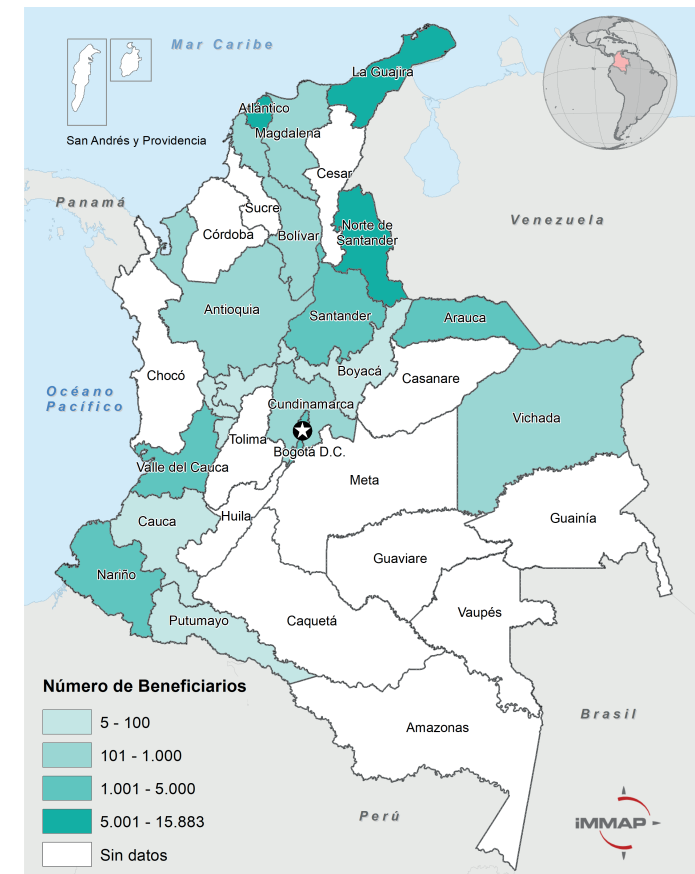 Mar Caribe
La Guajira
Atlántico
Magdalena
San Andrés y Providencia
Cesar
Panamá
Sucre
Venezuela
Córdoba
Bolívar
Norte de
Santander
Antioquia
Santander
Arauca
Boyacá
Chocó
Casanare
Océano
Pacífico
Cundinamarca
Vichada
Tolima
Bogotá D.C.
Valle del Cauca
Meta
Cauca
Huila
Guainía
Guaviare
Nariño
Putumayo
Caquetá
Vaupés
Número de Beneficiarios
5 - 100
101 - 1.000
1.001 - 5.000
5.001 - 15.883
Sin datos
Amazonas
Brasil
Perú
iMMAP